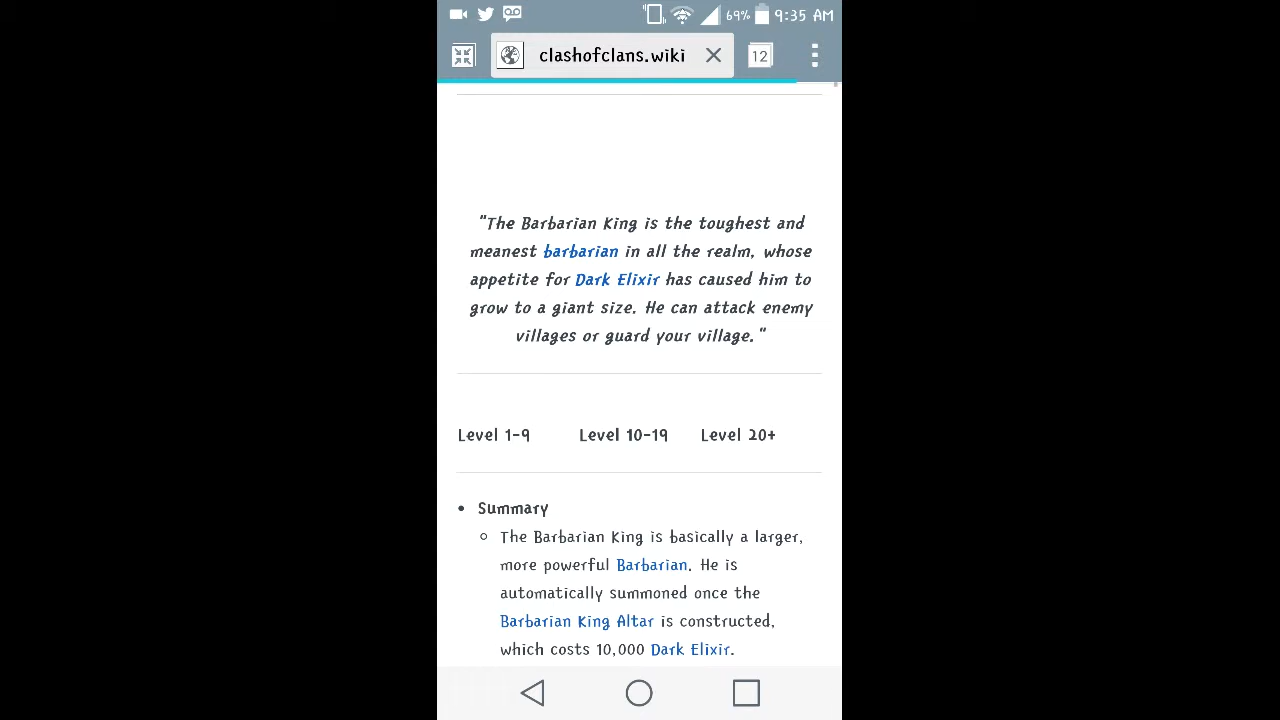 69% 9:35 AM
clashofclans.wiki 12
"The Barbarian King is the toughest and
meanest barbarian in all the realm, whose
appetite for Dark Elixir has caused him to
grow to a giant size. He can attack enemy
villages or guard your village."
Level 1-9 Level 10-19 Level 20+
• Summary
The Barbarian King is basically a larger,
more powerful Barbarian. He is
automatically summoned once the
Barbarian King Altar is constructed,
which costs 10,000 Dark Elixir.